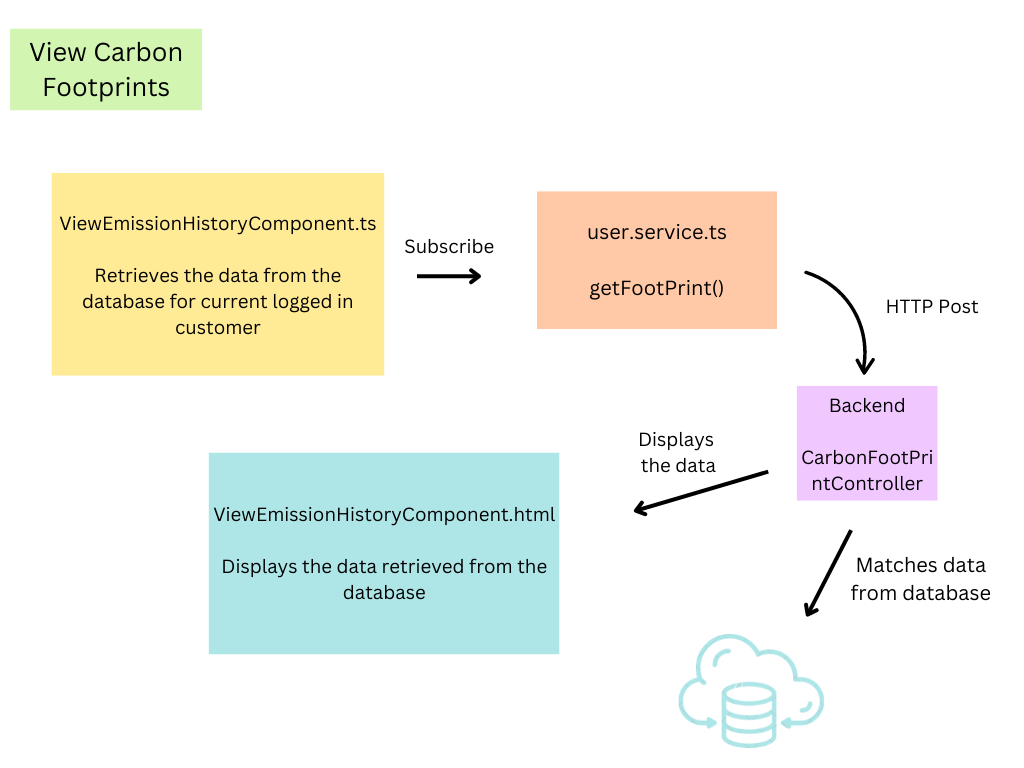 View Carbon
Footprints
ViewEmissionHistoryComponent.ts
Retrieves the data from the
database for current logged in
customer
Subscribe
user.service.ts
getFootPrint()
HTTP Post
Backend
CarbonFootPri
ntController
Displays
the data
ViewEmissionHistoryComponent.html
Displays the data retrieved from the
database
Matches data
from database